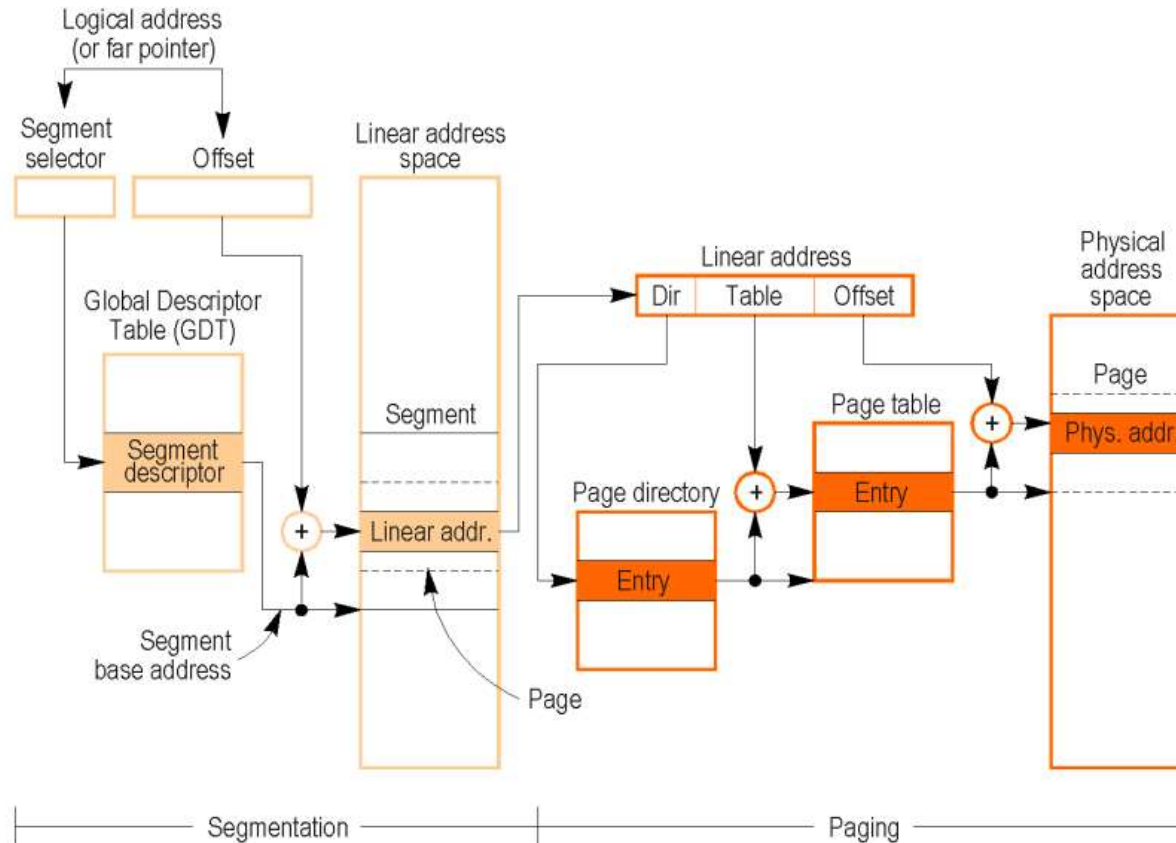 Logical address
(or far pointer)
Segment
selector
Offset
Linear address
space
Global Descriptor
Table (GDT)
Segment
descriptor
Segment
Linear addr.
Segment
base address
Page
Linear address
Dir
Table
Offset
Physical
address
space
Page directory
Entry
Page table
Entry
Page
Phys. addr
+
+
+
Segmentation
Paging